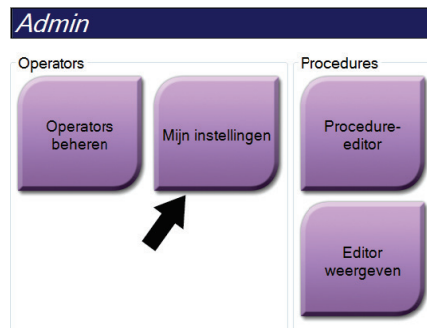 Admin
Operators
Procedures
Operators
beheren
Mijn instellingen
Procedure-
editor
Editor
weergeven